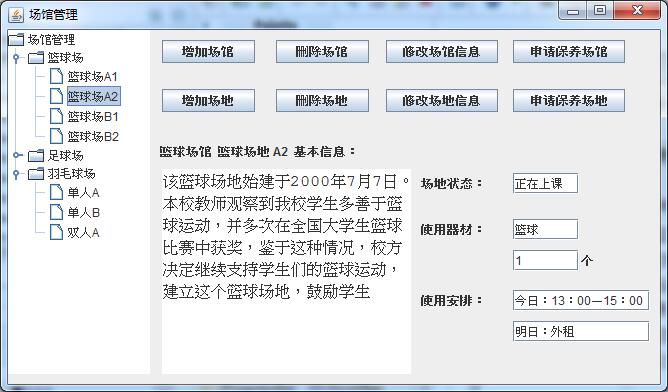 场馆管理
场馆管理
篮球场
篮球场A1
篮球场A2
篮球场B1
篮球场B2
足球场
羽毛球场
单人A
单人B
双人A
增加场馆 删除场馆 修改场馆信息 申请保养场馆
增加场地 删除场地 修改场地信息 申请保养场地
篮球场馆 篮球场地 A2 基本信息：
该篮球场地始建于2000年7月7日。
本校教师观察到我校学生多善于篮
球运动，并多次在全国大学生篮球
比赛中获奖，鉴于这种情况，校方
决定继续支持学生们的篮球运动，
建立这个篮球场地，鼓励学生
场地状态： 正在上课
使用器材： 篮球
1 个
使用安排： 今日：13：00—15：00
明日：外租